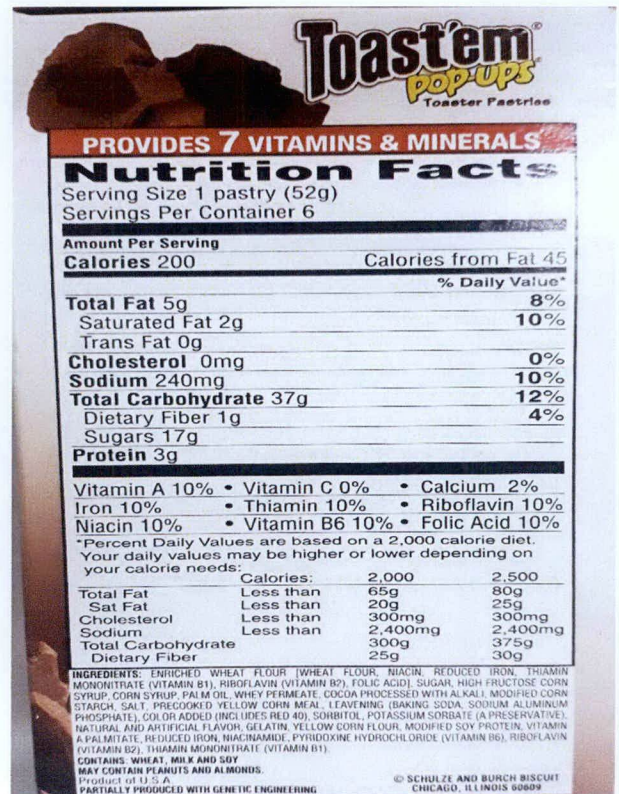 Toast'em®
POP-UPS®
Toaster Pastries
PROVIDES 7 VITAMINS & MINERALS
Nutrition Facts
Serving Size 1 pastry (52g)
Servings Per Container 6
Amount Per Serving
Calories 200 Calories from Fat 45
% Daily Value*
Total Fat 5g 8%
Saturated Fat 2g 10%
Trans Fat 0g
Cholesterol 0mg 0%
Sodium 240mg 10%
Total Carbohydrate 37g 12%
Dietary Fiber 1g 4%
Sugars 17g
Protein 3g
Vitamin A 10% • Vitamin C 0% • Calcium 2%
Iron 10% • Thiamin 10% • Riboflavin 10%
Niacin 10% • Vitamin B6 10% • Folic Acid 10%
*Percent Daily Values are based on a 2,000 calorie diet.
Your daily values may be higher or lower depending on
your calorie needs:
Calories: 2,000 2,500
Total Fat Less than 65g 80g
Sat Fat Less than 20g 25g
Cholesterol Less than 300mg 300mg
Sodium Less than 2,400mg 2,400mg
Total Carbohydrate 300g 375g
Dietary Fiber 25g 30g
INGREDIENTS: ENRICHED WHEAT FLOUR [WHEAT FLOUR, NIACIN, REDUCED IRON, THIAMIN
MONONITRATE (VITAMIN B1), RIBOFLAVIN (VITAMIN B2), FOLIC ACID], SUGAR, HIGH FRUCTOSE CORN
SYRUP, CORN SYRUP, PALM OIL, WHEY PERMEATE, COCOA PROCESSED WITH ALKALI, MODIFIED CORN
STARCH, SALT, PRECOOKED YELLOW CORN MEAL, LEAVENING (BAKING SODA, SODIUM ALUMINUM
PHOSPHATE), COLOR ADDED (INCLUDES RED 40), SORBITOL, POTASSIUM SORBATE (A PRESERVATIVE),
NATURAL AND ARTIFICIAL FLAVOR, GELATIN, YELLOW CORN FLOUR, MODIFIED SOY PROTEIN, VITAMIN
A PALMITATE, REDUCED IRON, NIACINAMIDE, PYRIDOXINE HYDROCHLORIDE (VITAMIN B6), RIBOFLAVIN
(VITAMIN B2), THIAMIN MONONITRATE (VITAMIN B1).
CONTAINS: WHEAT, MILK AND SOY
MAY CONTAIN PEANUTS AND ALMONDS.
Product of U.S.A. © SCHULZE AND BURCH BISCUIT
PARTIALLY PRODUCED WITH GENETIC ENGINEERING CHICAGO, ILLINOIS 60609